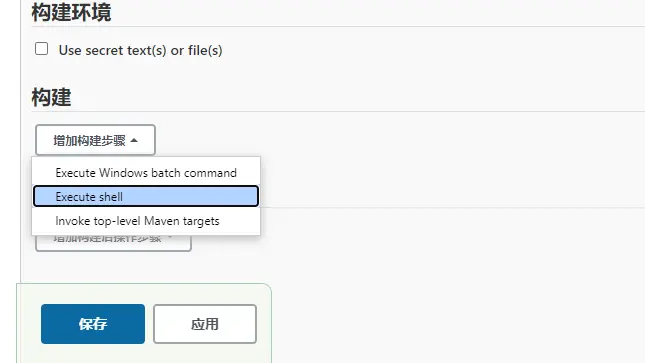 构建环境
Use secret text(s) or file(s)
构建
增加构建步骤
Execute Windows batch command
Execute shell
Invoke top-level Maven targets
增加构建后操作步骤
保存 应用